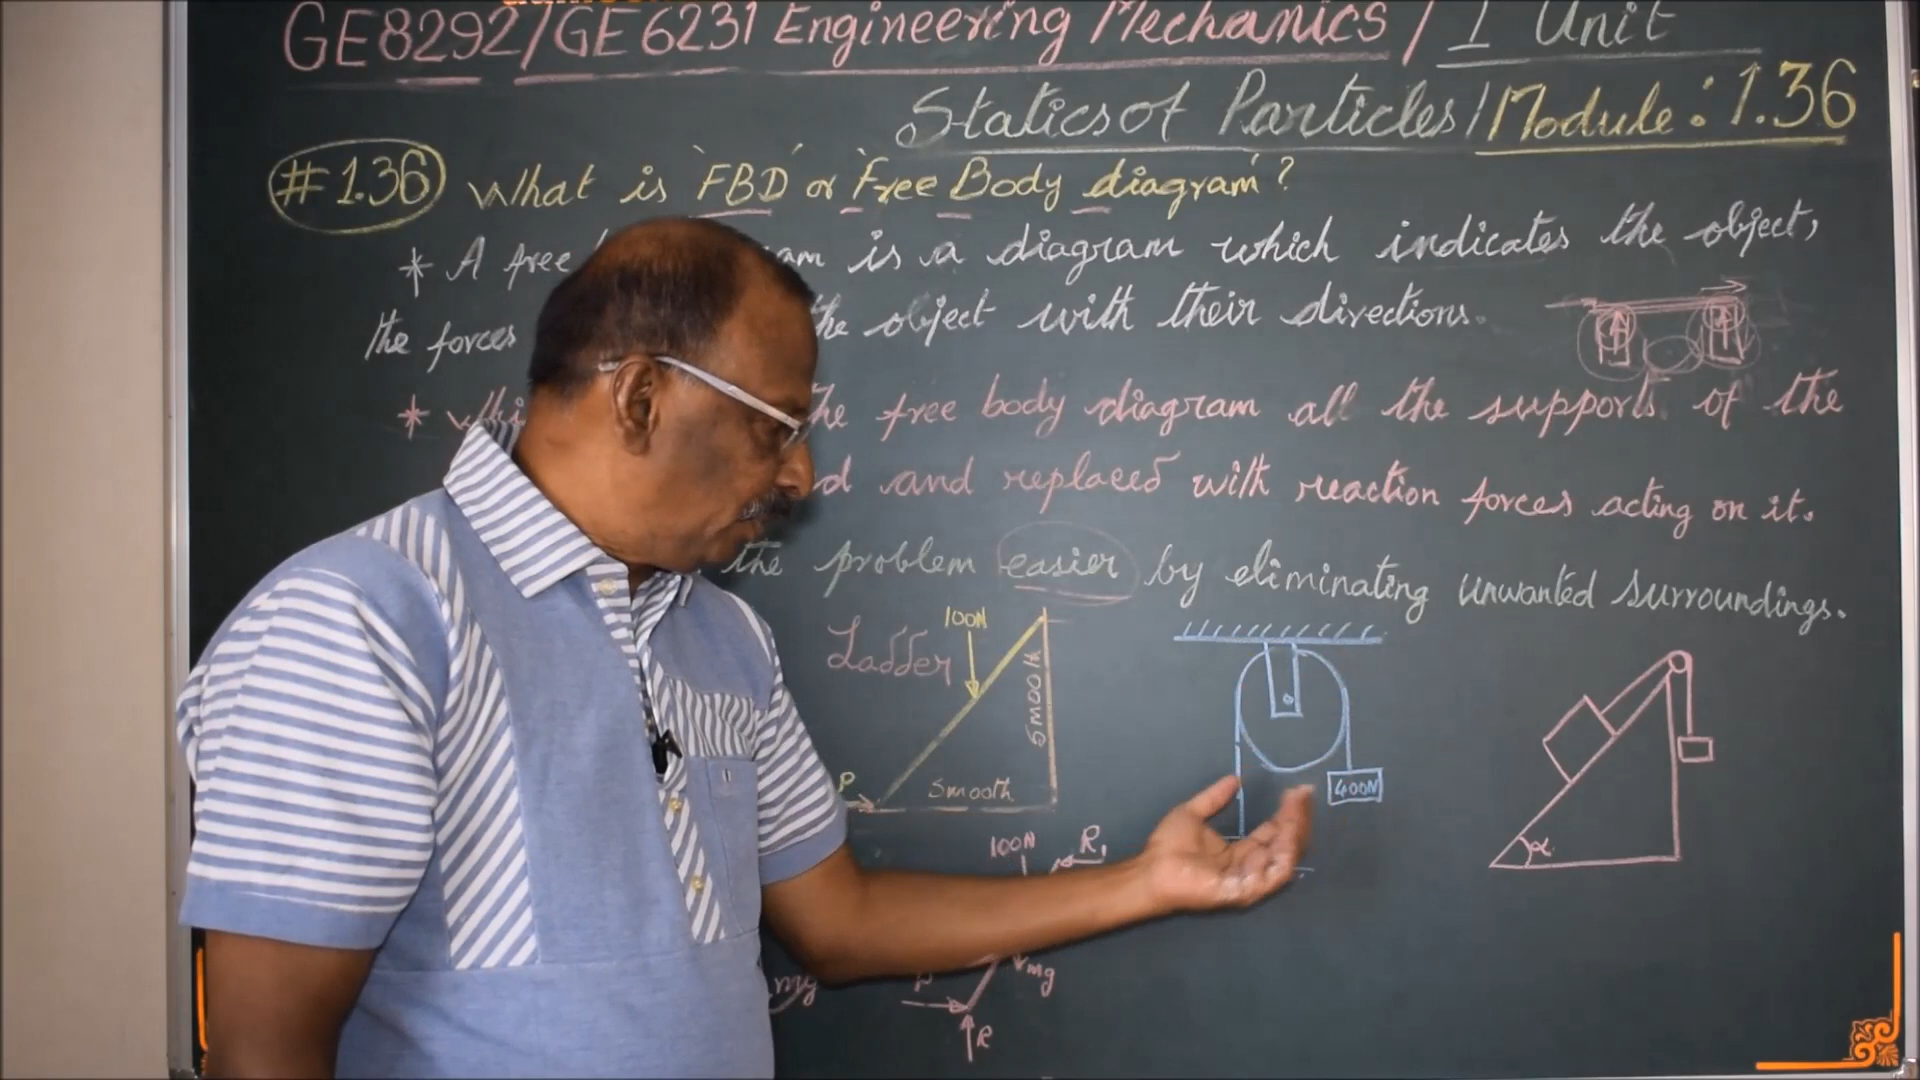 GE8292/GE6231 Engineering Mechanics / I Unit
Statics of Particles / Module: 1.36
#1.36 What is 'FBD' or 'Free Body diagram'?
* A free am is a diagram which indicates the object,
the forces the object with their directions.
* the free body diagram all the supports of the
d and replaced with reaction forces acting on it.
the problem easier by eliminating unwanted surroundings.
Ladder
100N
Smooth
P
Smooth
400N
α
100N
R₁
mg
mg
R